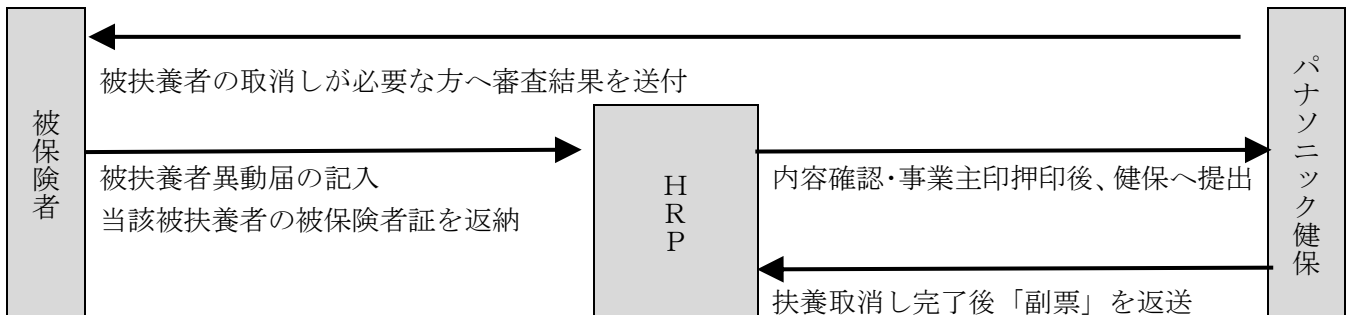 被保険者
被扶養者の取消しが必要な方へ審査結果を送付
被扶養者異動届の記入
当該被扶養者の被保険者証を返納
HRP
内容確認・事業主印押印後、健保へ提出
扶養取消し完了後「副票」を返送
パナソニック健保